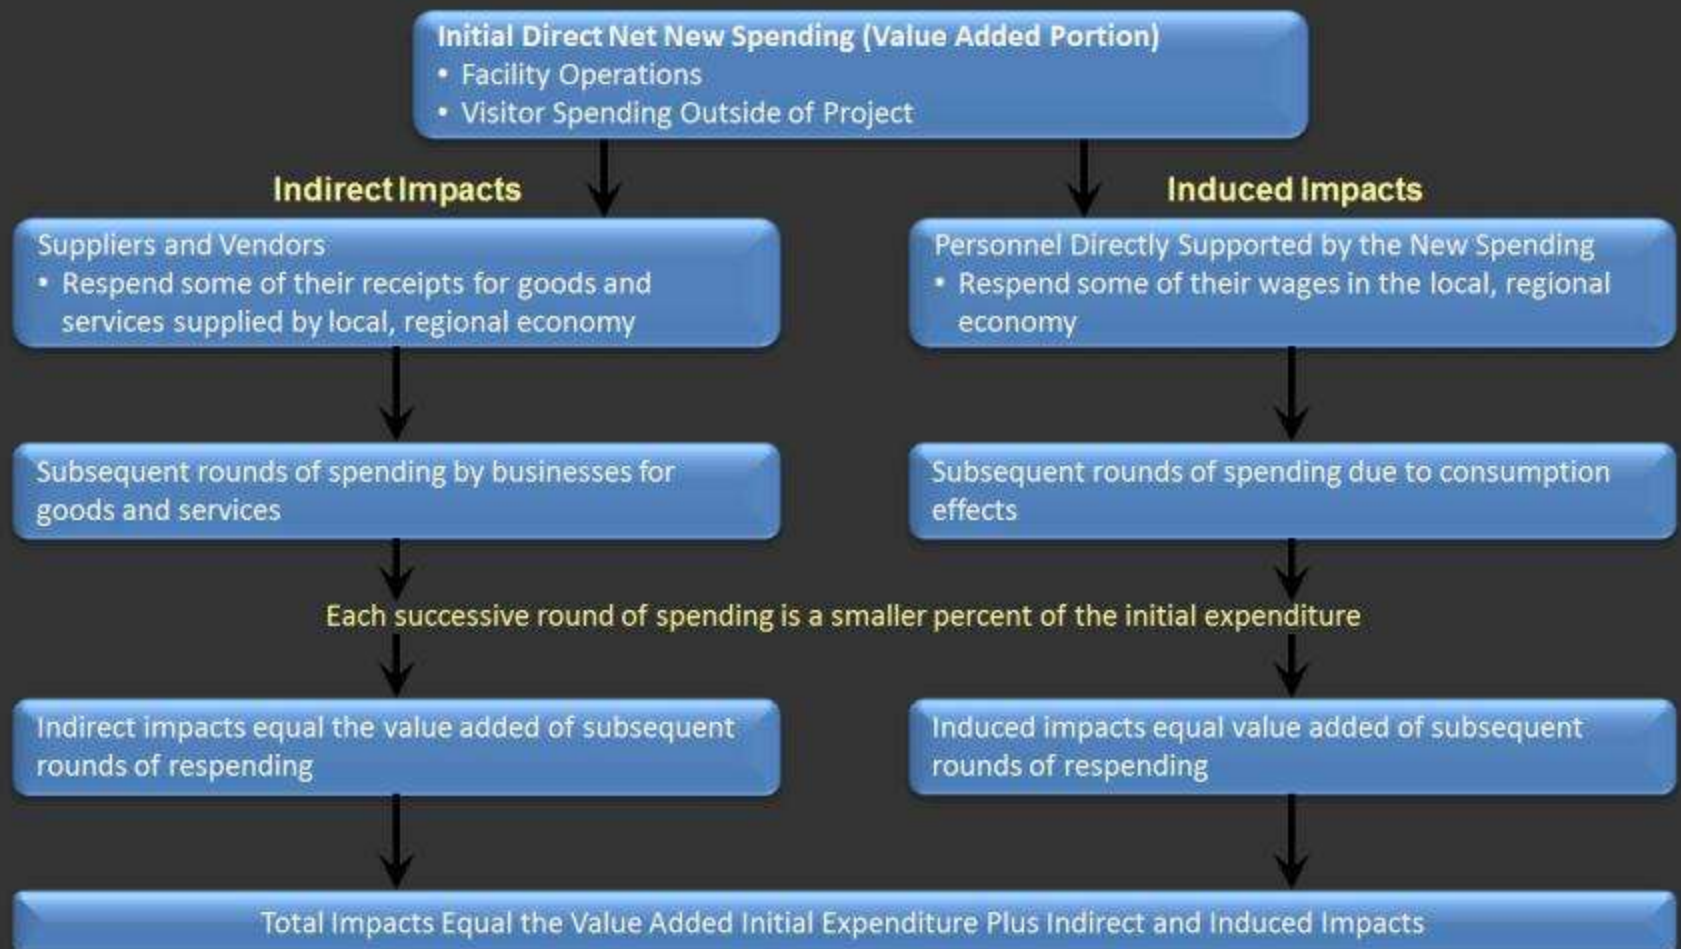 Initial Direct Net New Spending (Value Added Portion)
• Facility Operations
• Visitor Spending Outside of Project
Indirect Impacts
Induced Impacts
Suppliers and Vendors
• Respend some of their receipts for goods and
services supplied by local, regional economy
Personnel Directly Supported by the New Spending
• Respend some of their wages in the local, regional
economy
Subsequent rounds of spending by businesses for
goods and services
Subsequent rounds of spending due to consumption
effects
Each successive round of spending is a smaller percent of the initial expenditure
Indirect impacts equal the value added of subsequent
rounds of respending
Induced impacts equal value added of subsequent
rounds of respending
Total Impacts Equal the Value Added Initial Expenditure Plus Indirect and Induced Impacts